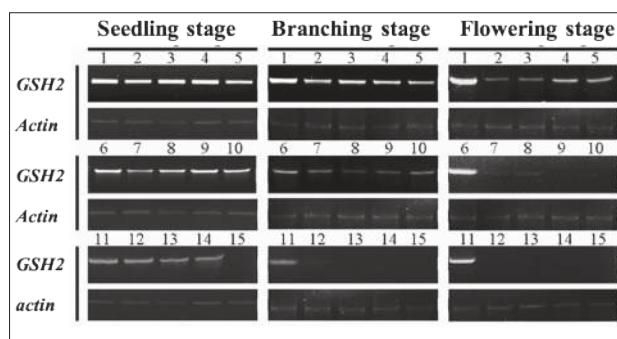 Seedling stage Branching stage Flowering stage
1 2 3 4 5 1 2 3 4 5 1 2 3 4 5
GSH2
Actin
6 7 8 9 10 6 7 8 9 10 6 7 8 9 10
GSH2
Actin
11 12 13 14 15 11 12 13 14 15 11 12 13 14 15
GSH2
actin